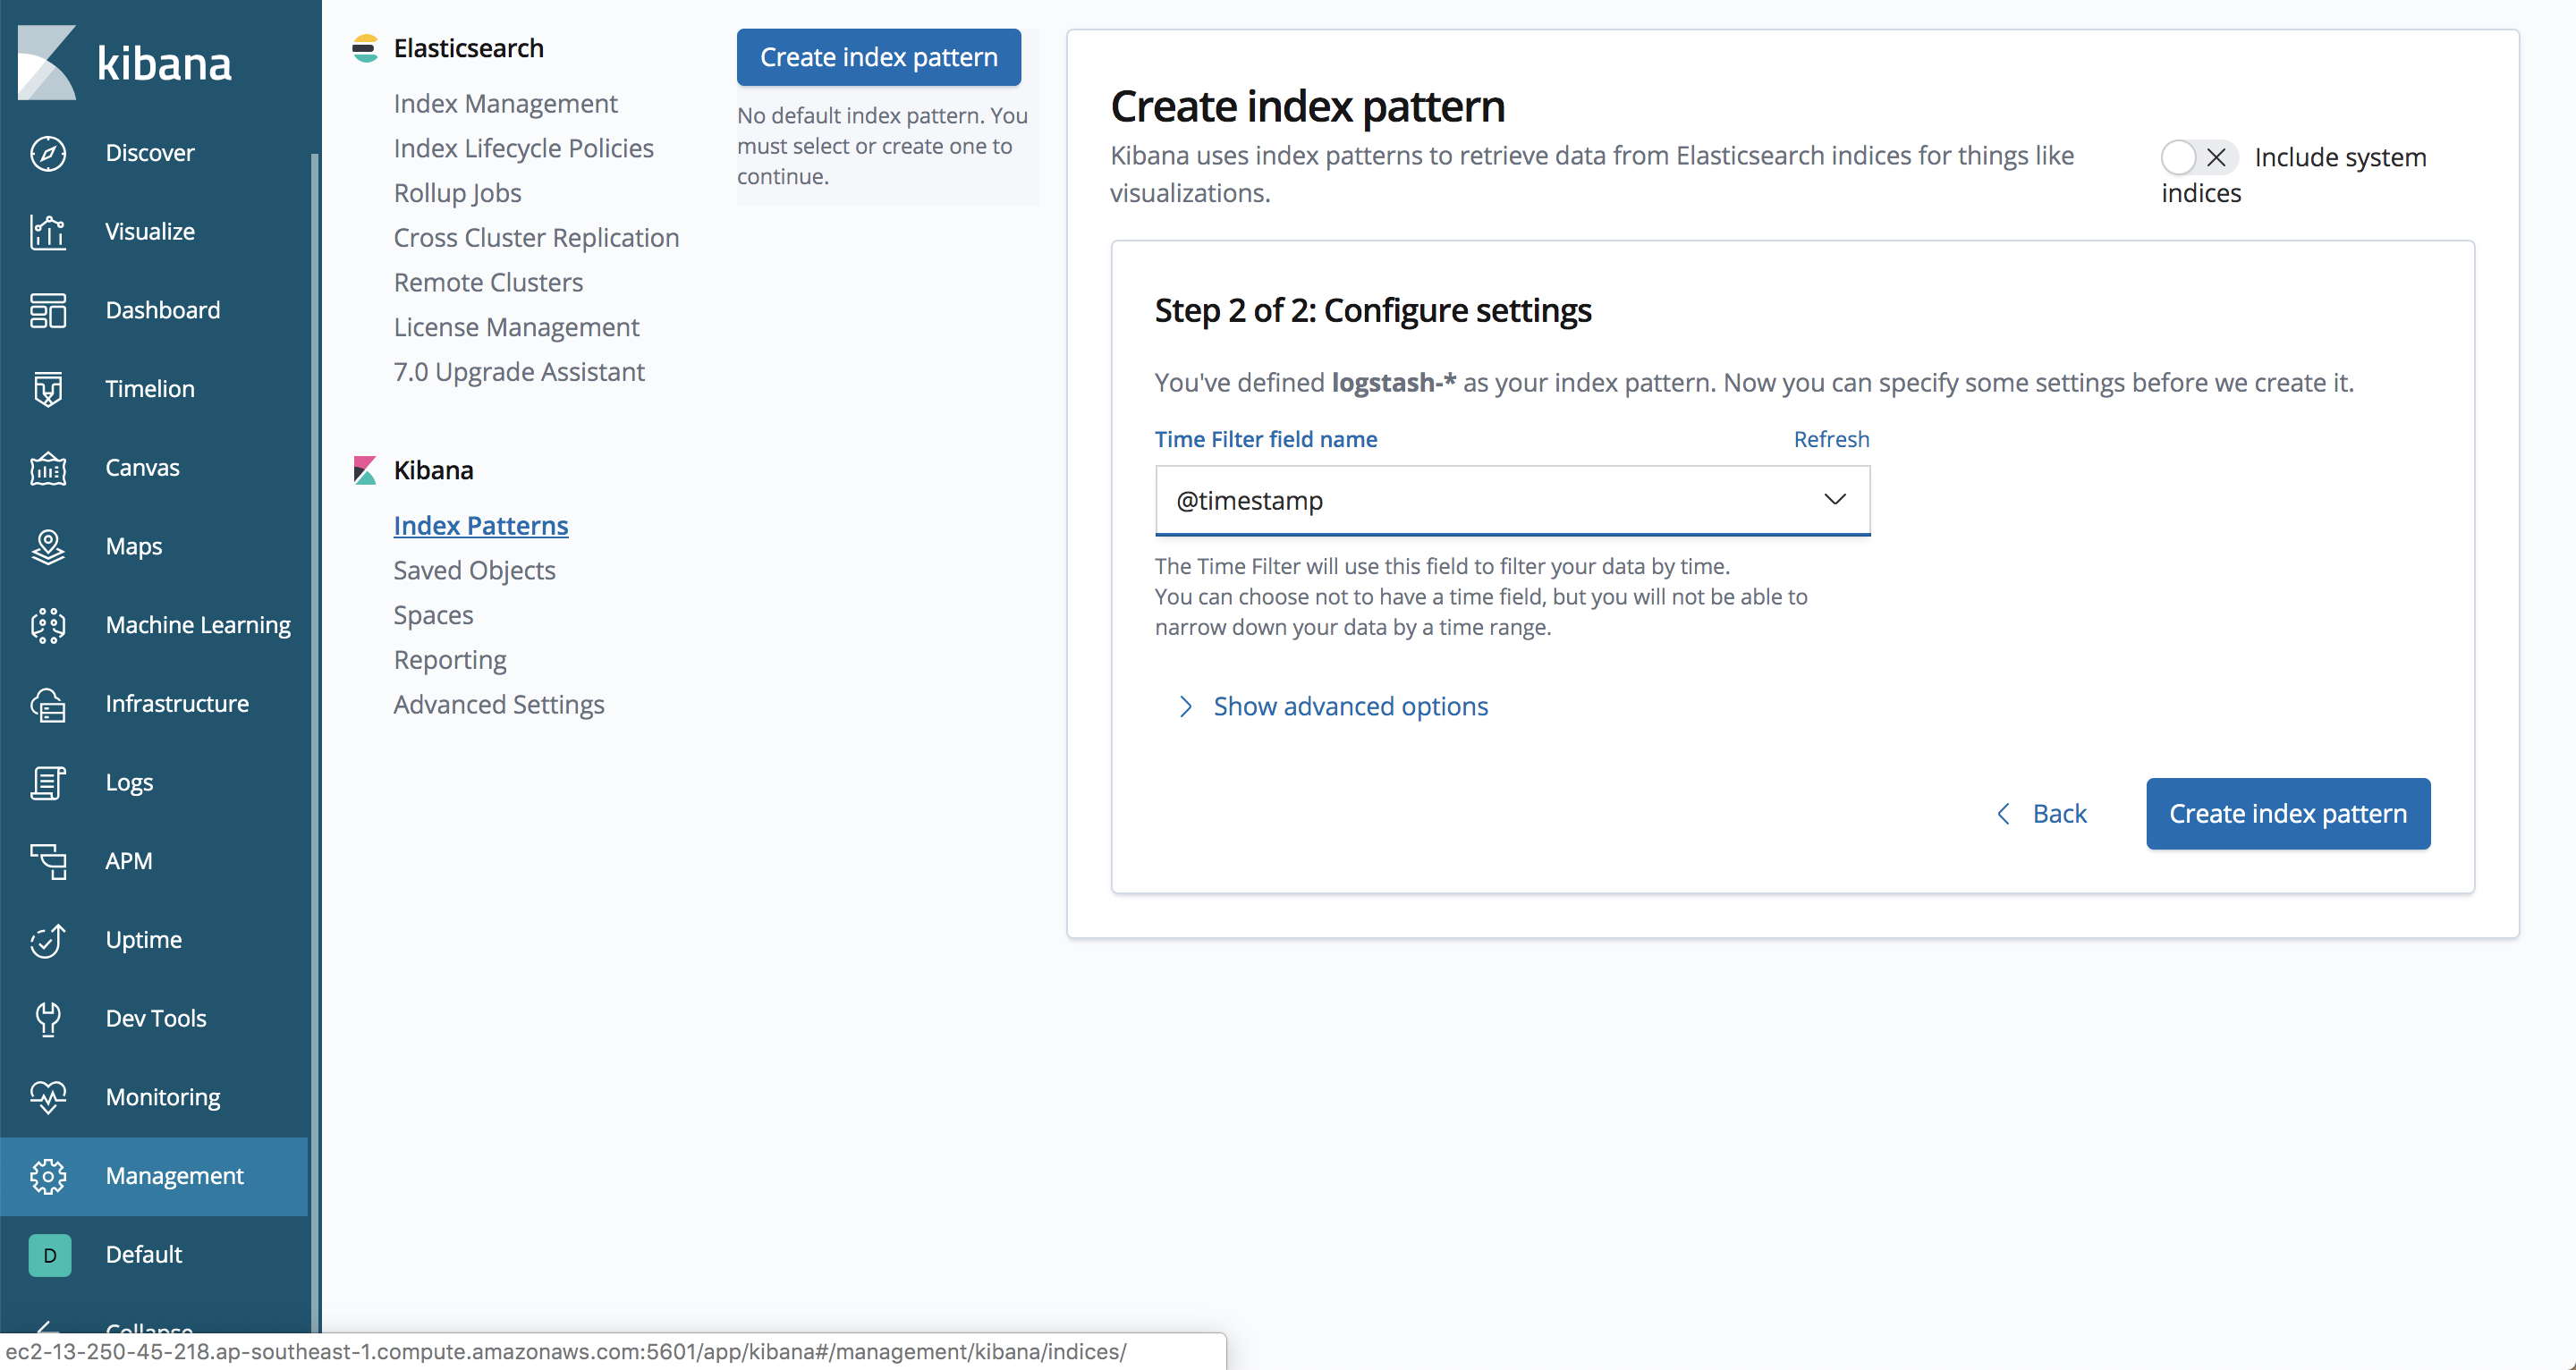 kibana
Discover
Visualize
Dashboard
Timelion
Canvas
Maps
Machine Learning
Infrastructure
Logs
APM
Uptime
Dev Tools
Monitoring
Management
D Default
Collapse
Elasticsearch
Index Management
Index Lifecycle Policies
Rollup Jobs
Cross Cluster Replication
Remote Clusters
License Management
7.0 Upgrade Assistant
Kibana
Index Patterns
Saved Objects
Spaces
Reporting
Advanced Settings
Create index pattern
No default index pattern. You
must select or create one to
continue.
Create index pattern
Kibana uses index patterns to retrieve data from Elasticsearch indices for things like
visualizations.
Include system
indices
Step 2 of 2: Configure settings
You've defined logstash-* as your index pattern. Now you can specify some settings before we create it.
Time Filter field name Refresh
@timestamp
The Time Filter will use this field to filter your data by time.
You can choose not to have a time field, but you will not be able to
narrow down your data by a time range.
Show advanced options
Back
Create index pattern
ec2-13-250-45-218.ap-southeast-1.compute.amazonaws.com:5601/app/kibana#/management/kibana/indices/